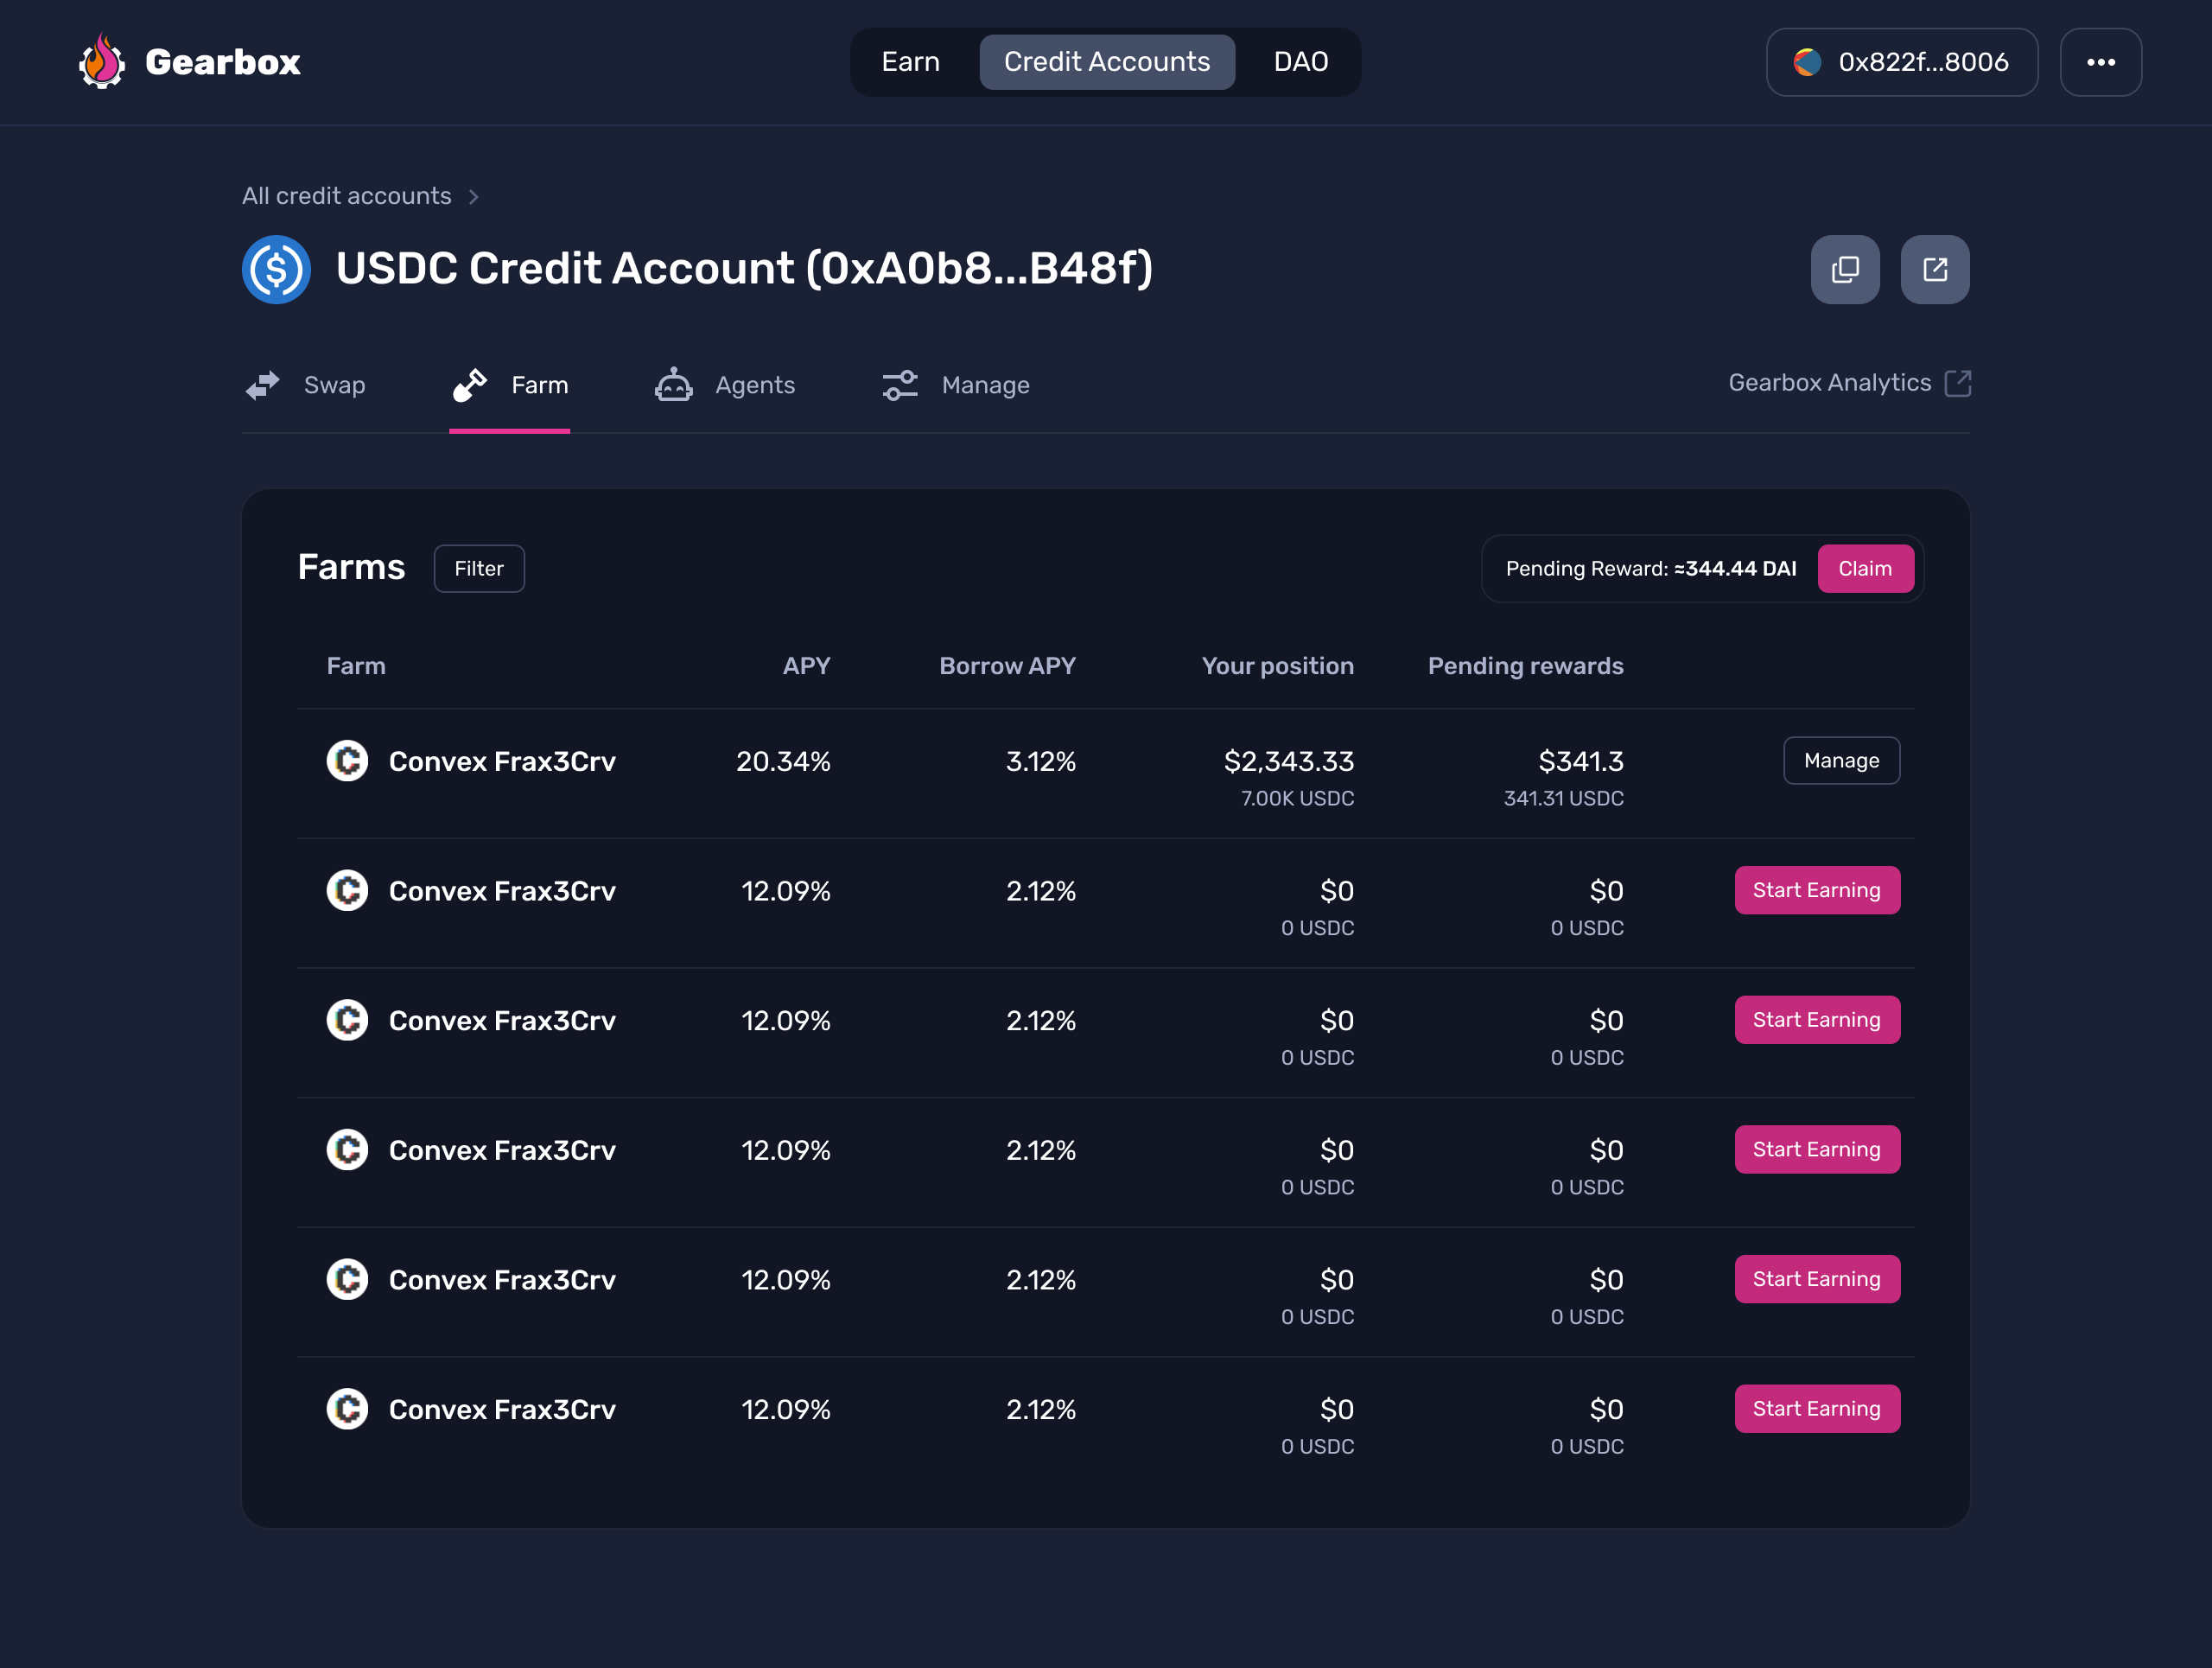 Gearbox
Earn Credit Accounts DAO
0x822f...8006
All credit accounts
USDC Credit Account (0xA0b8...B48f)
Swap Farm Agents Manage
Gearbox Analytics
Farms Filter
Pending Reward: ≈344.44 DAI Claim
Farm APY Borrow APY Your position Pending rewards
Convex Frax3Crv 20.34% 3.12% $2,343.33 $341.3 Manage
7.00K USDC 341.31 USDC
Convex Frax3Crv 12.09% 2.12% $0 $0 Start Earning
0 USDC 0 USDC
Convex Frax3Crv 12.09% 2.12% $0 $0 Start Earning
0 USDC 0 USDC
Convex Frax3Crv 12.09% 2.12% $0 $0 Start Earning
0 USDC 0 USDC
Convex Frax3Crv 12.09% 2.12% $0 $0 Start Earning
0 USDC 0 USDC
Convex Frax3Crv 12.09% 2.12% $0 $0 Start Earning
0 USDC 0 USDC